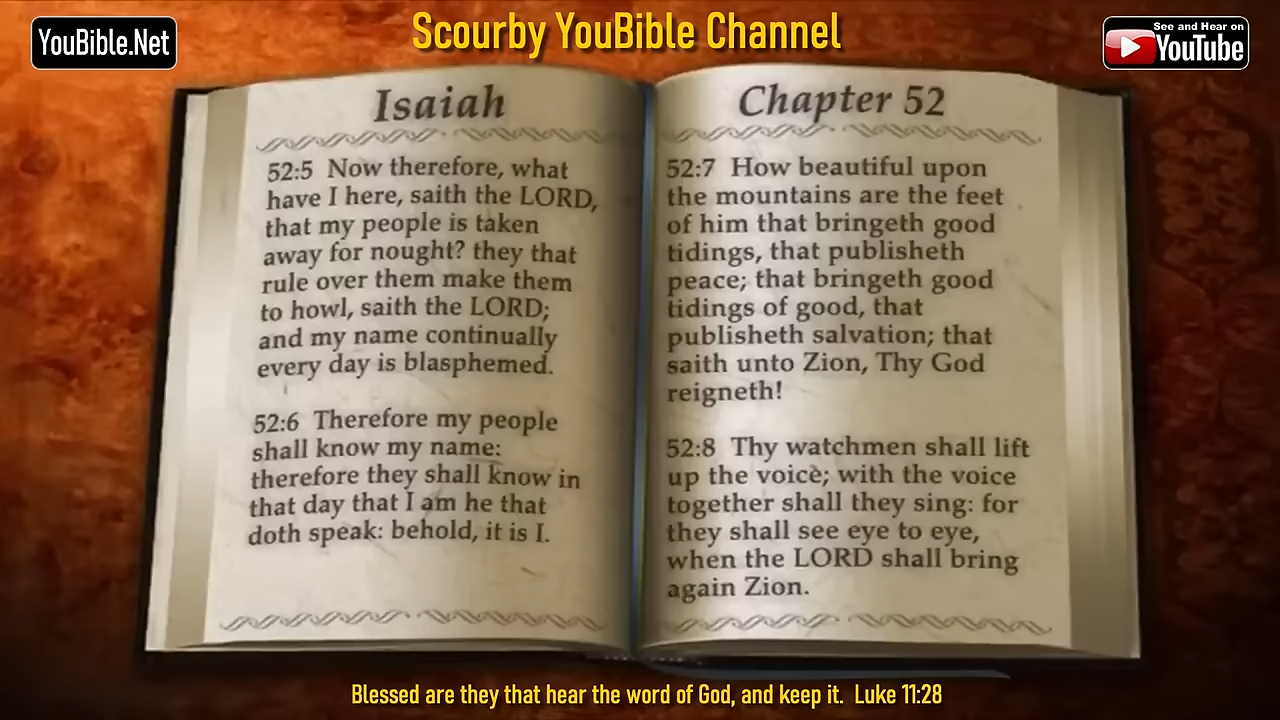 YouBible.Net
Scourby YouBible Channel
See and Hear on
YouTube
Isaiah
52:5 Now therefore, what
have I here, saith the LORD,
that my people is taken
away for nought? they that
rule over them make them
to howl, saith the LORD;
and my name continually
every day is blasphemed.
52:6 Therefore my people
shall know my name:
therefore they shall know in
that day that I am he that
doth speak: behold, it is I.
Chapter 52
52:7 How beautiful upon
the mountains are the feet
of him that bringeth good
tidings, that publisheth
peace; that bringeth good
tidings of good, that
publisheth salvation; that
saith unto Zion, Thy God
reigneth!
52:8 Thy watchmen shall lift
up the voice; with the voice
together shall they sing: for
they shall see eye to eye,
when the LORD shall bring
again Zion.
Blessed are they that hear the word of God, and keep it. Luke 11:28